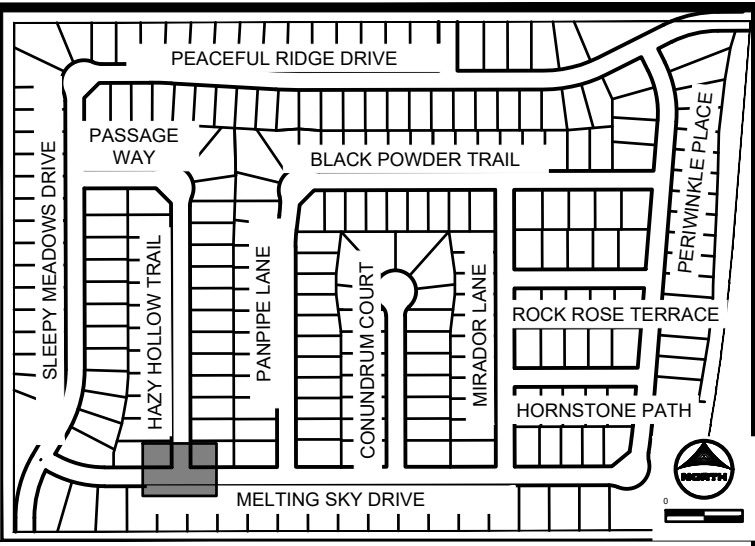 PEACEFUL RIDGE DRIVE
PASSAGE
WAY
BLACK POWDER TRAIL
SLEEPY MEADOWS DRIVE
HAZY HOLLOW TRAIL
PANPIPE LANE
CONUNDRUM COURT
MIRADOR LANE
PERIWINKLE PLACE
ROCK ROSE TERRACE
HORNSTONE PATH
MELTING SKY DRIVE
NORTH
0